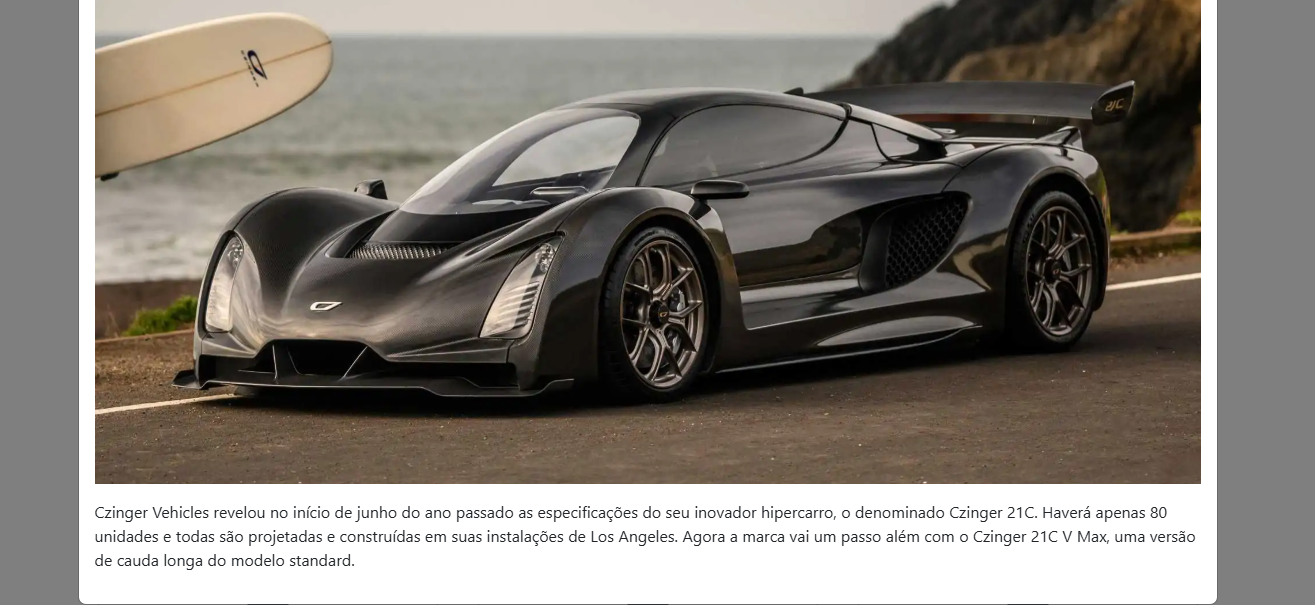 21C
Czinger Vehicles revelou no início de junho do ano passado as especificações do seu inovador hipercarro, o denominado Czinger 21C. Haverá apenas 80
unidades e todas são projetadas e construídas em suas instalações de Los Angeles. Agora a marca vai um passo além com o Czinger 21C V Max, uma versão
de cauda longa do modelo standard.